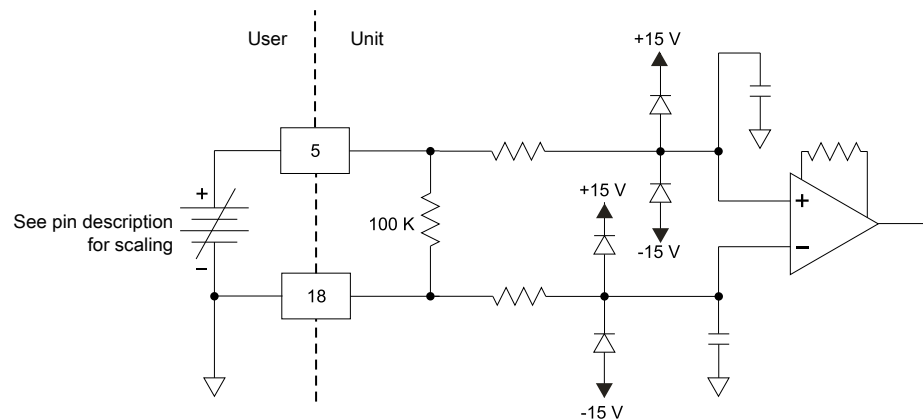 User
Unit
+15 V
5
+
See pin description
for scaling
–
100 K
+15 V
-15 V
+
–
18
-15 V